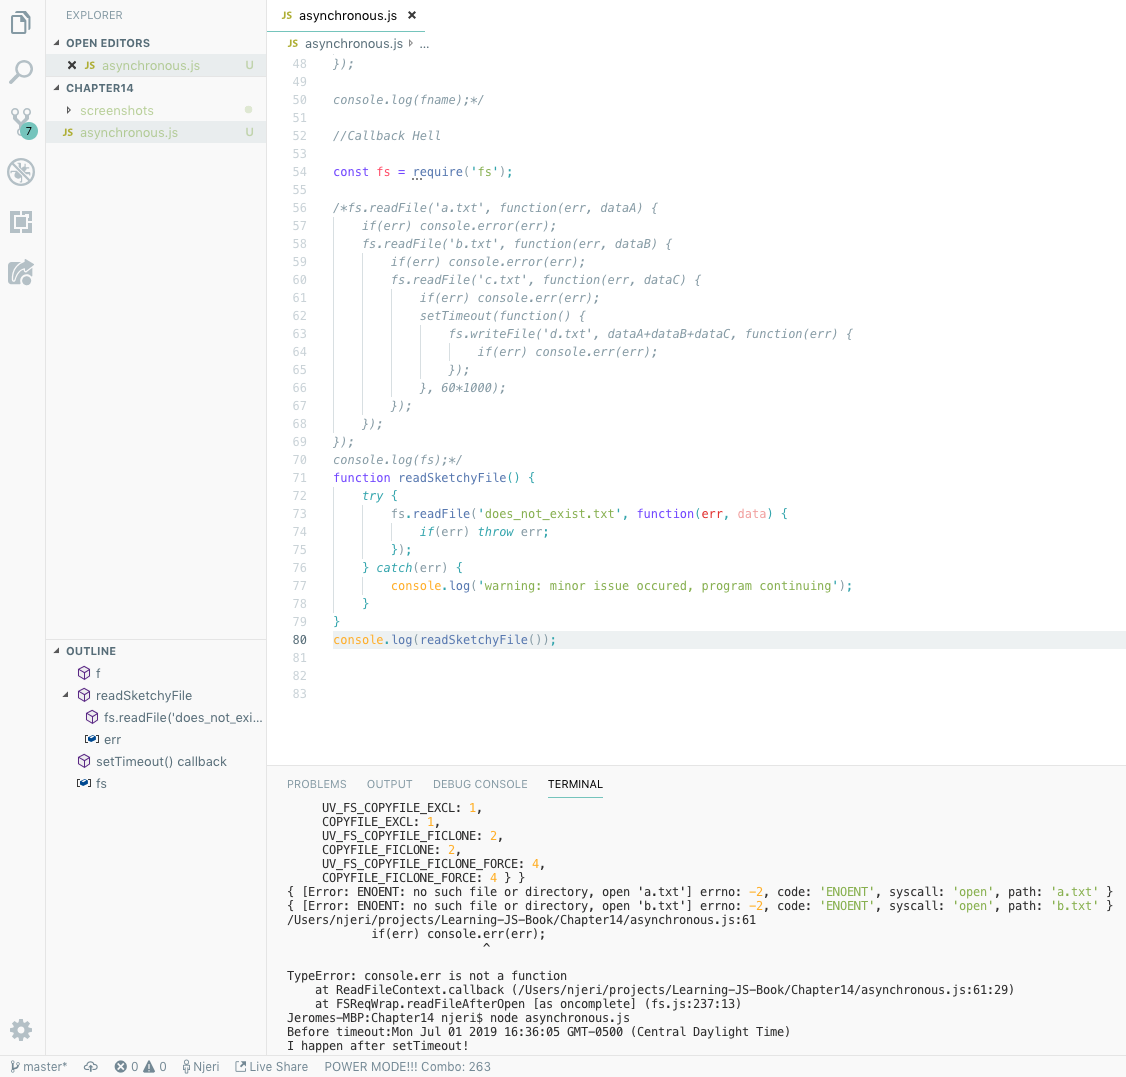 EXPLORER
OPEN EDITORS
JS asynchronous.js U
CHAPTER14
screenshots
JS asynchronous.js U
7
OUTLINE
f
readSketchyFile
fs.readFile('does_not_exi...
err
setTimeout() callback
fs
JS asynchronous.js
JS asynchronous.js ...
48 });
49
50 console.log(fname);*/
51
52 //Callback Hell
53
54 const fs = require('fs');
55
56 /*fs.readFile('a.txt', function(err, dataA) {
57 if(err) console.error(err);
58 fs.readFile('b.txt', function(err, dataB) {
59 if(err) console.error(err);
60 fs.readFile('c.txt', function(err, dataC) {
61 if(err) console.err(err);
62 setTimeout(function() {
63 fs.writeFile('d.txt', dataA+dataB+dataC, function(err) {
64 if(err) console.err(err);
65 });
66 }, 60*1000);
67 });
68 });
69 });
70 console.log(fs);*/
71 function readSketchyFile() {
72 try {
73 fs.readFile('does_not_exist.txt', function(err, data) {
74 if(err) throw err;
75 });
76 } catch(err) {
77 console.log('warning: minor issue occured, program continuing');
78 }
79 }
80 console.log(readSketchyFile());
81
82
83
PROBLEMS OUTPUT DEBUG CONSOLE TERMINAL
UV_FS_COPYFILE_EXCL: 1,
COPYFILE_EXCL: 1,
UV_FS_COPYFILE_FICLONE: 2,
COPYFILE_FICLONE: 2,
UV_FS_COPYFILE_FICLONE_FORCE: 4,
COPYFILE_FICLONE_FORCE: 4 } }
{ [Error: ENOENT: no such file or directory, open 'a.txt'] errno: -2, code: 'ENOENT', syscall: 'open', path: 'a.txt' }
{ [Error: ENOENT: no such file or directory, open 'b.txt'] errno: -2, code: 'ENOENT', syscall: 'open', path: 'b.txt' }
/Users/njeri/projects/Learning-JS-Book/Chapter14/asynchronous.js:61
if(err) console.err(err);
^
TypeError: console.err is not a function
at ReadFileContext.callback (/Users/njeri/projects/Learning-JS-Book/Chapter14/asynchronous.js:61:29)
at FSReqWrap.readFileAfterOpen [as oncomplete] (fs.js:237:13)
Jeromes-MBP:Chapter14 njeri$ node asynchronous.js
Before timeout:Mon Jul 01 2019 16:36:05 GMT-0500 (Central Daylight Time)
I happen after setTimeout!
master* 0 0 Njeri Live Share POWER MODE!!! Combo: 263